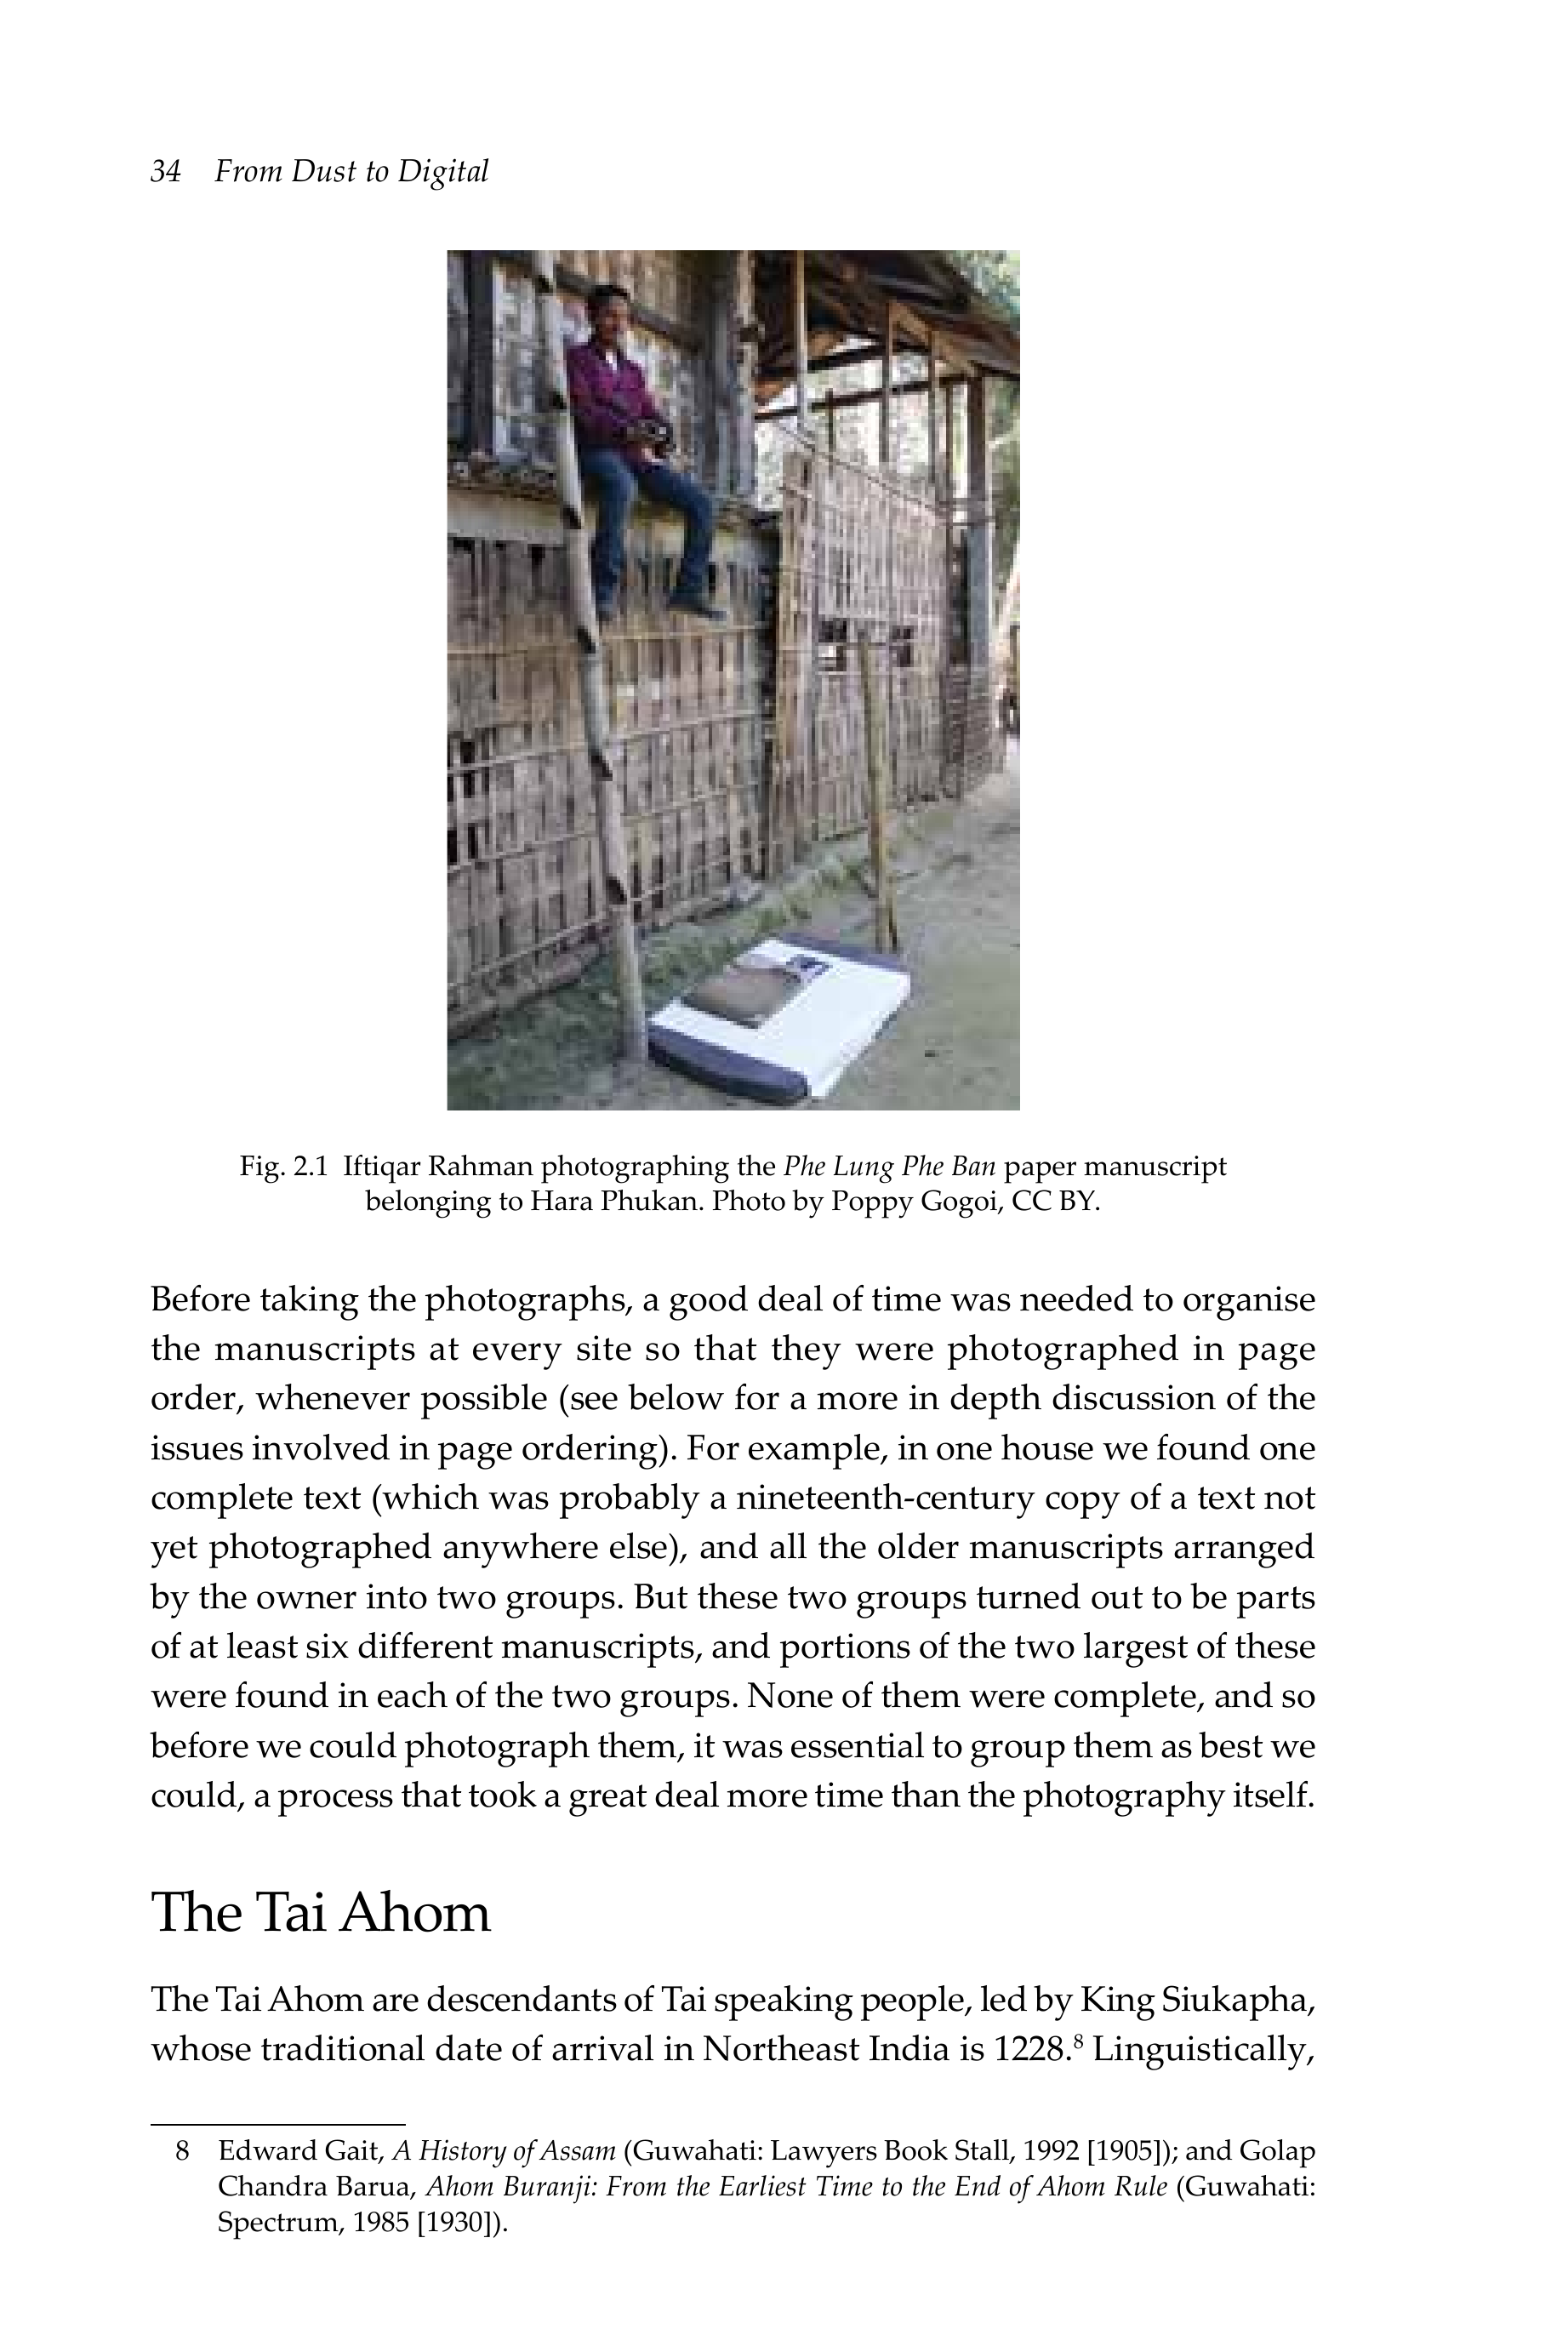 34 From Dust to Digital
Fig. 2.1 Iftiqar Rahman photographing the Phe Lung Phe Ban paper manuscript
belonging to Hara Phukan. Photo by Poppy Gogoi, CC BY.
Before taking the photographs, a good deal of time was needed to organise
the manuscripts at every site so that they were photographed in page
order, whenever possible (see below for a more in depth discussion of the
issues involved in page ordering). For example, in one house we found one
complete text (which was probably a nineteenth-century copy of a text not
yet photographed anywhere else), and all the older manuscripts arranged
by the owner into two groups. But these two groups turned out to be parts
of at least six different manuscripts, and portions of the two largest of these
were found in each of the two groups. None of them were complete, and so
before we could photograph them, it was essential to group them as best we
could, a process that took a great deal more time than the photography itself.
The Tai Ahom
The Tai Ahom are descendants of Tai speaking people, led by King Siukapha,
whose traditional date of arrival in Northeast India is 1228.⁸ Linguistically,
8 Edward Gait, A History of Assam (Guwahati: Lawyers Book Stall, 1992 [1905]); and Golap
Chandra Barua, Ahom Buranji: From the Earliest Time to the End of Ahom Rule (Guwahati:
Spectrum, 1985 [1930]).